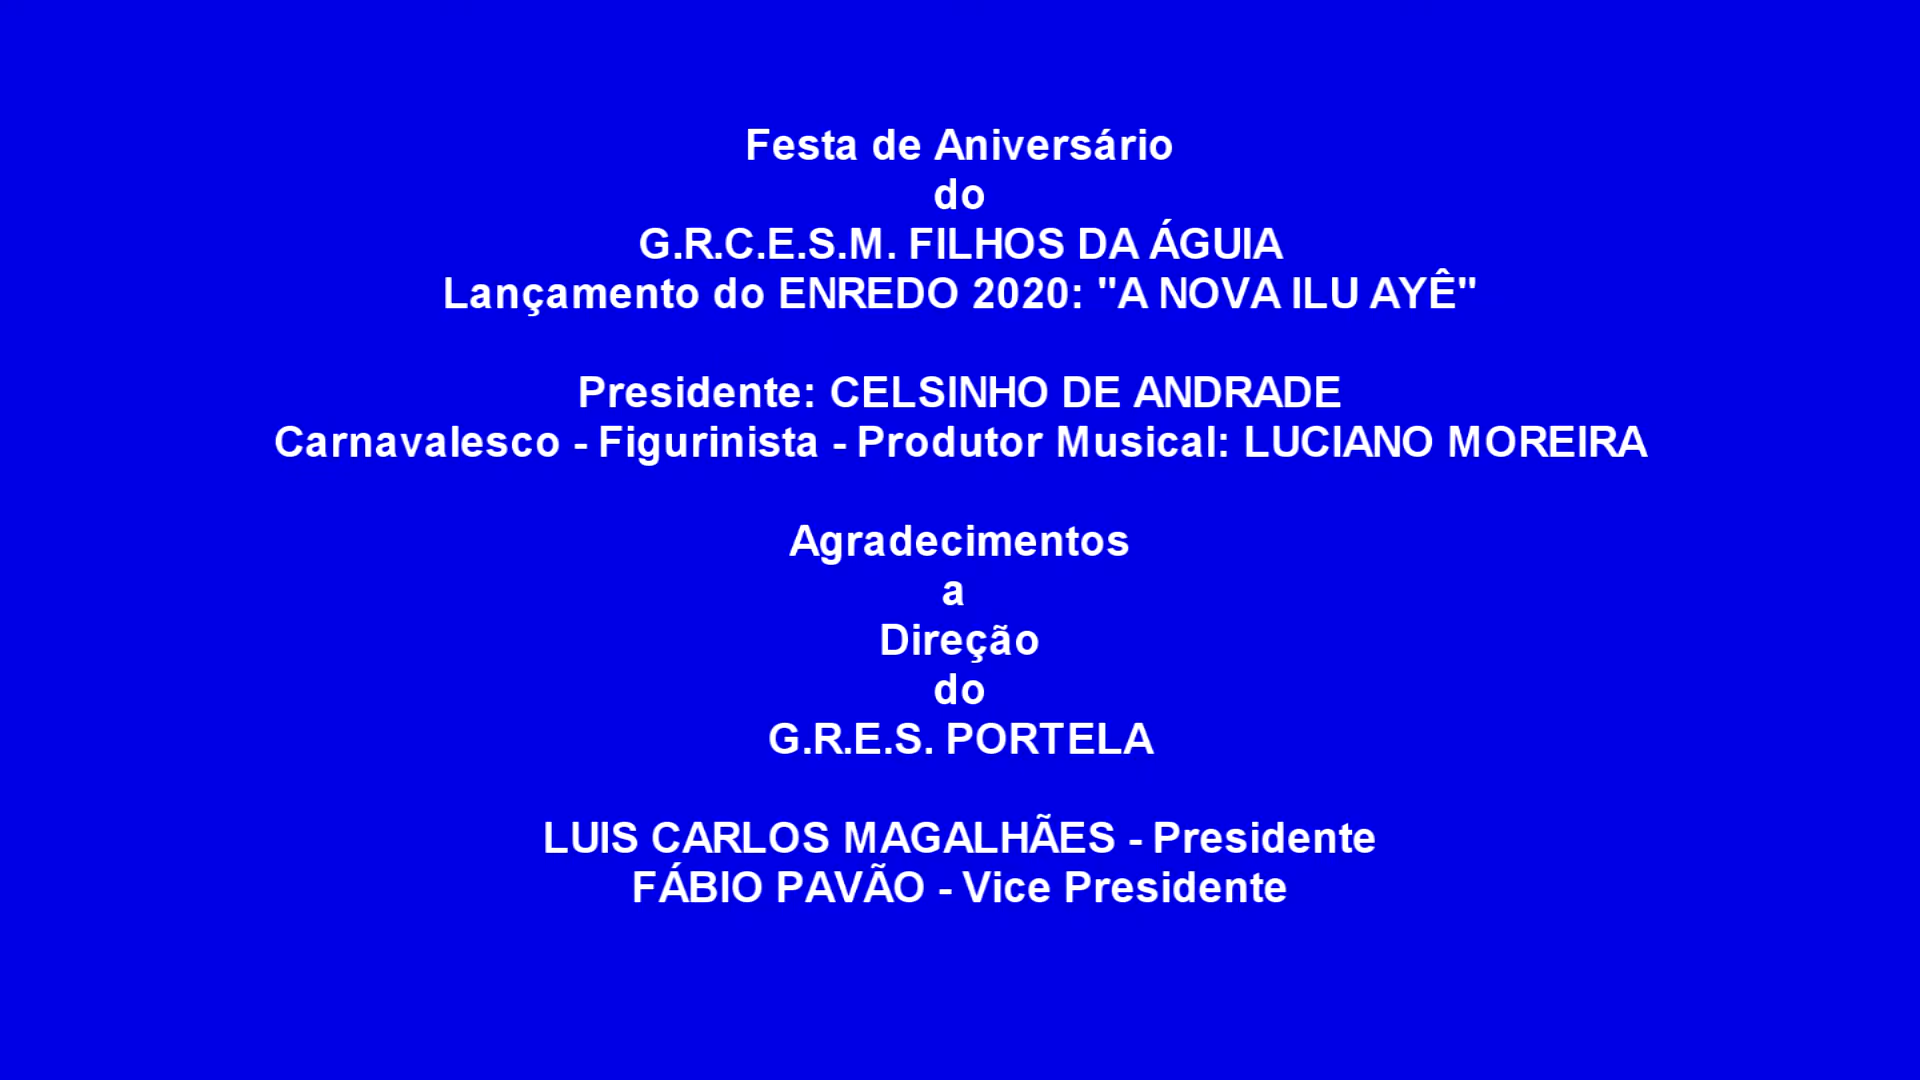 Festa de Aniversário
do
G.R.C.E.S.M. FILHOS DA ÁGUIA
Lançamento do ENREDO 2020: "A NOVA ILU AYÊ"
Presidente: CELSINHO DE ANDRADE
Carnavalesco - Figurinista - Produtor Musical: LUCIANO MOREIRA
Agradecimentos
a
Direção
do
G.R.E.S. PORTELA
LUIS CARLOS MAGALHÃES - Presidente
FÁBIO PAVÃO - Vice Presidente